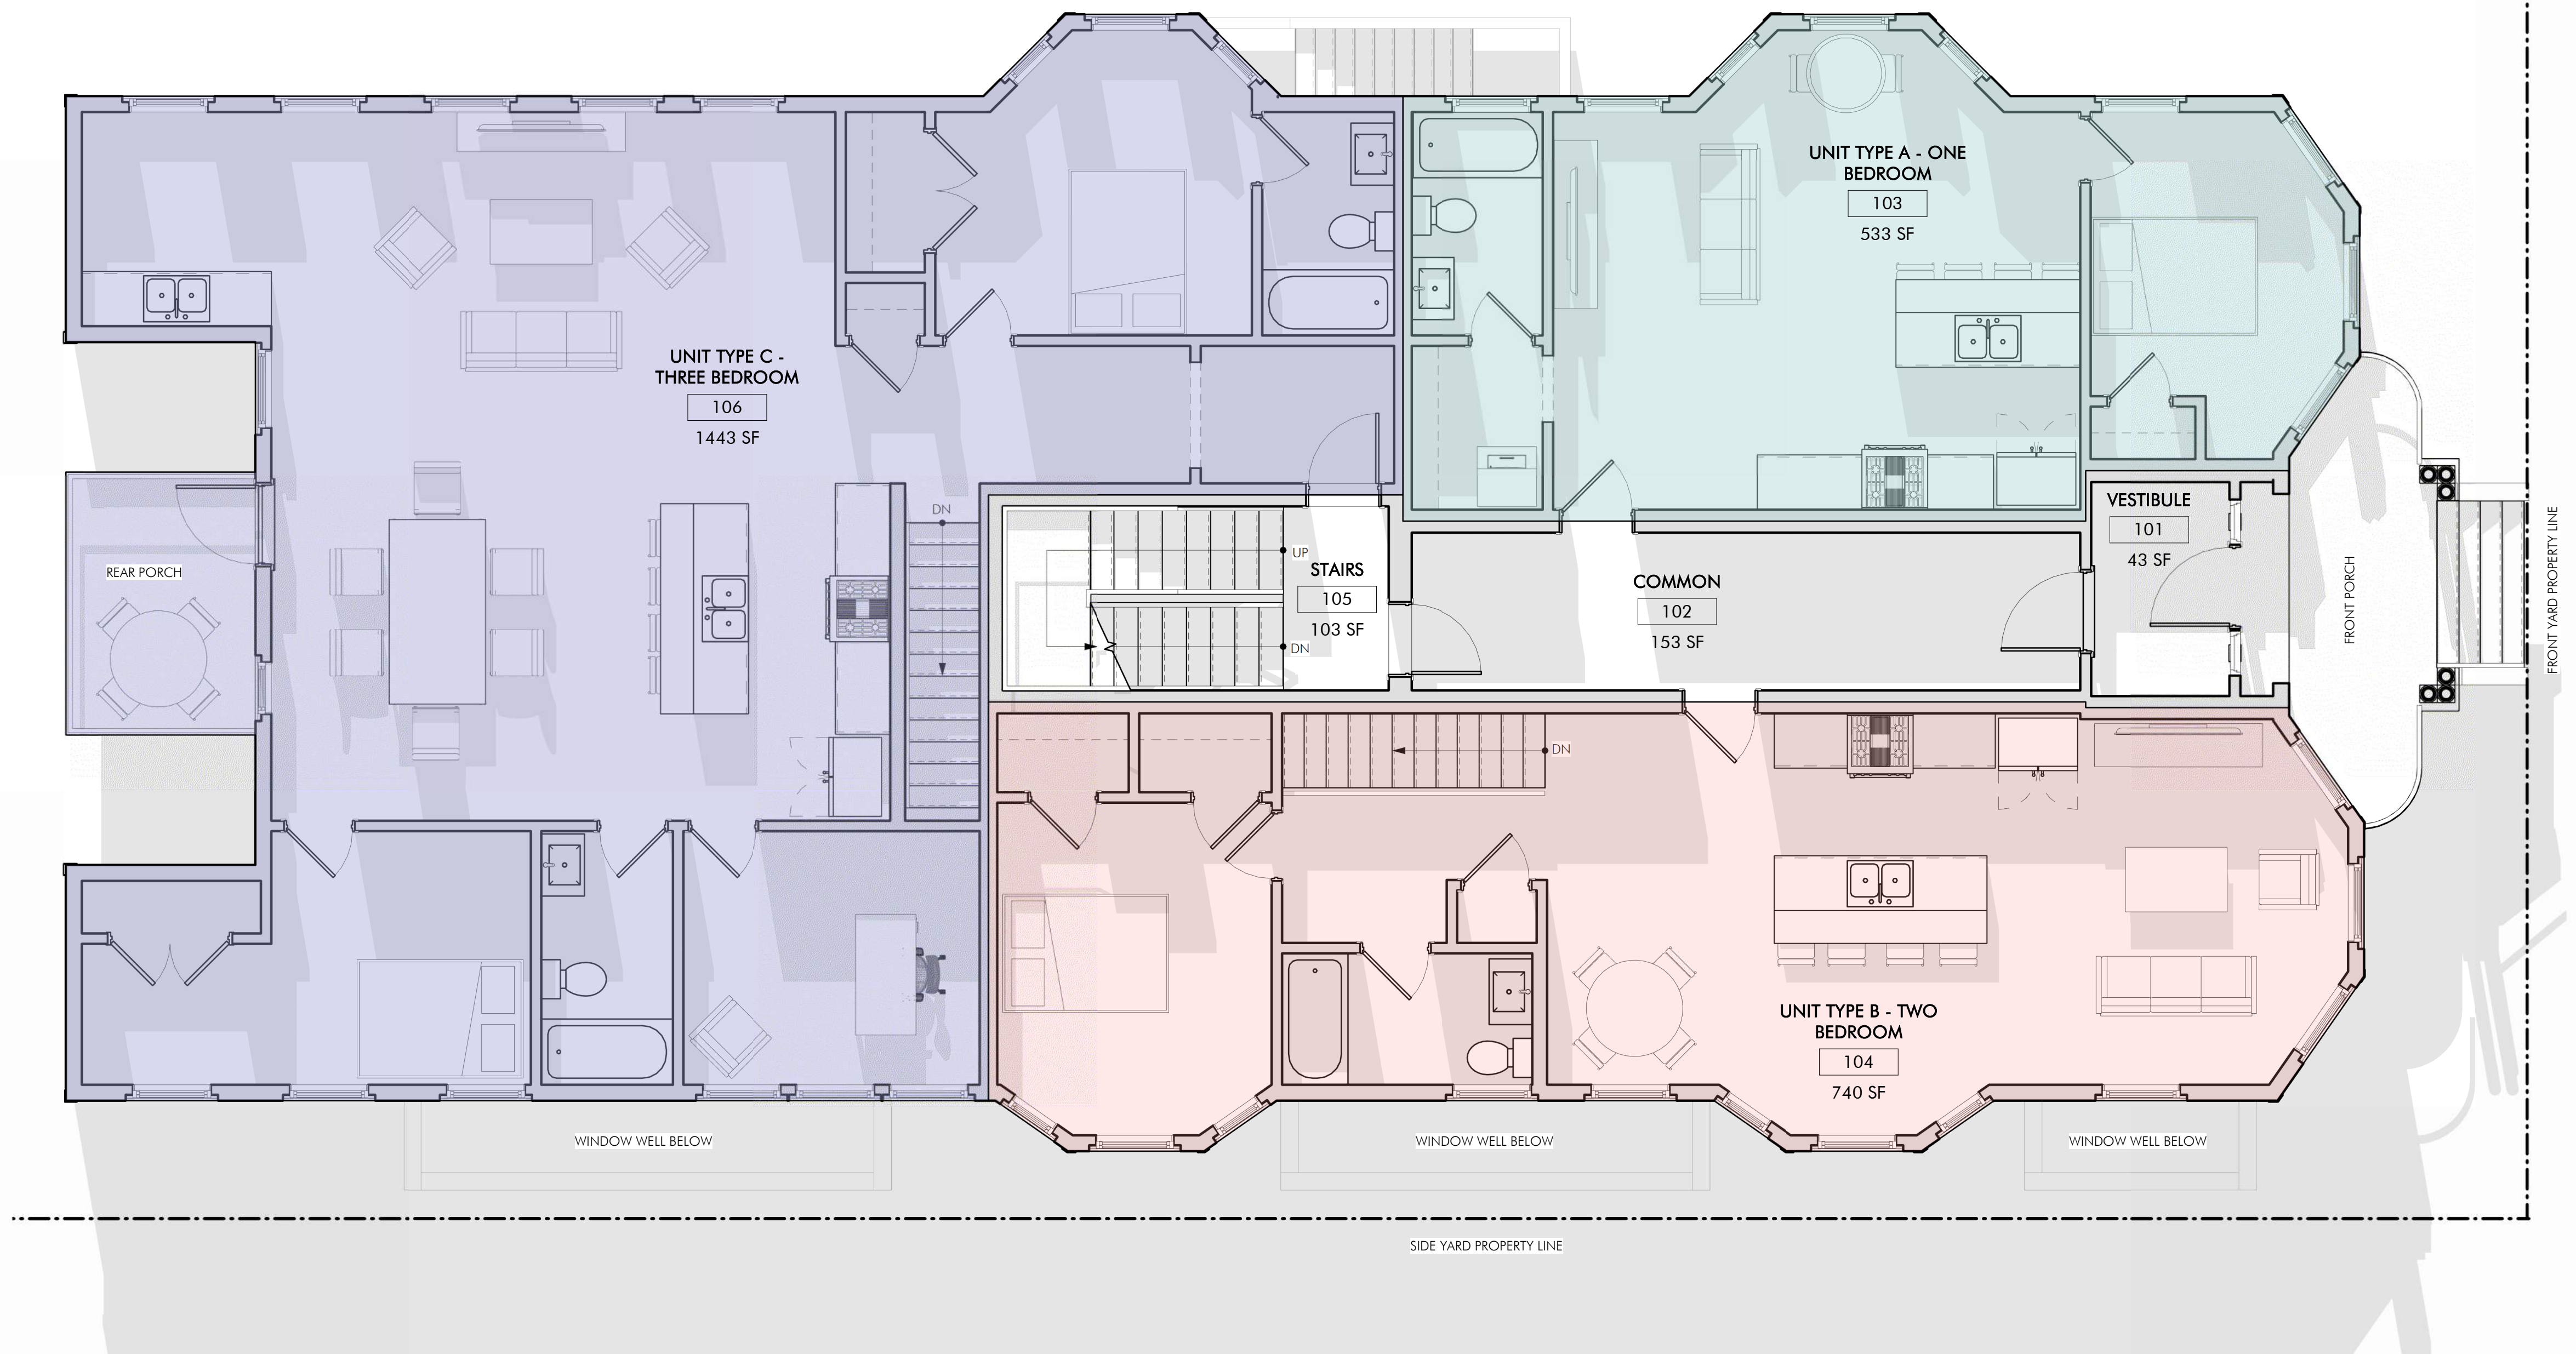 UNIT TYPE A - ONE
BEDROOM
103
533 SF
UNIT TYPE C -
THREE BEDROOM
106
1443 SF
DN
REAR PORCH
UP
DN
STAIRS
105
103 SF
COMMON
102
153 SF
VESTIBULE
101
43 SF
FRONT PORCH
FRONT YARD PROPERTY LINE
DN
UNIT TYPE B - TWO
BEDROOM
104
740 SF
WINDOW WELL BELOW
WINDOW WELL BELOW
WINDOW WELL BELOW
SIDE YARD PROPERTY LINE